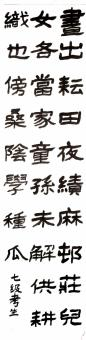 晝出耘田夜績麻邨莊兒
女各當家童孫未解供耕
織也傍桑陰學種瓜
七級考生